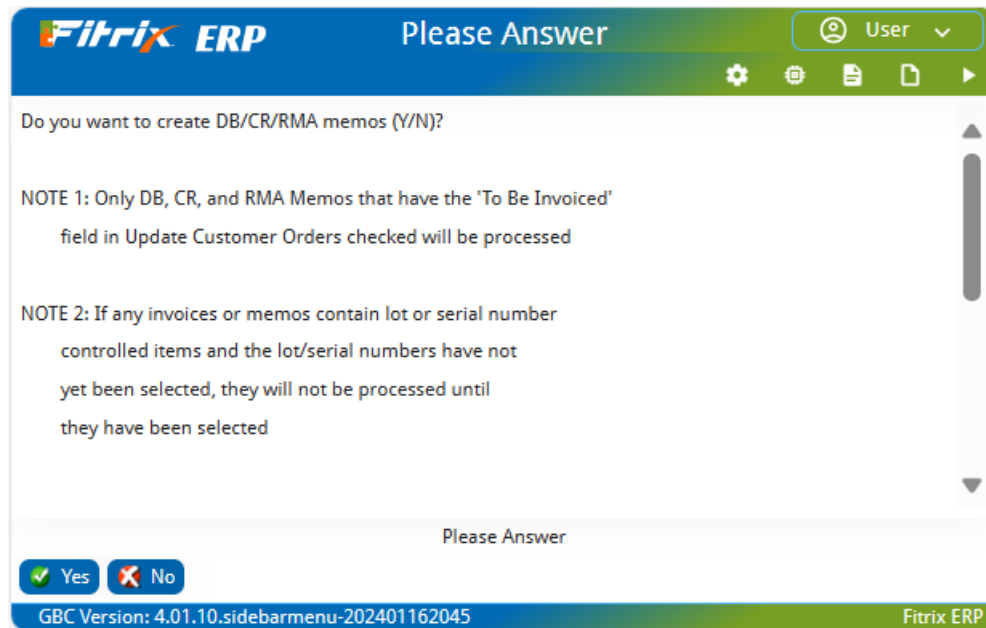 Fitrix ERP
Please Answer
User
Do you want to create DB/CR/RMA memos (Y/N)?
NOTE 1: Only DB, CR, and RMA Memos that have the 'To Be Invoiced'
field in Update Customer Orders checked will be processed
NOTE 2: If any invoices or memos contain lot or serial number
controlled items and the lot/serial numbers have not
yet been selected, they will not be processed until
they have been selected
Please Answer
Yes
No
GBC Version: 4.01.10.sidebarmenu-202401162045
Fitrix ERP